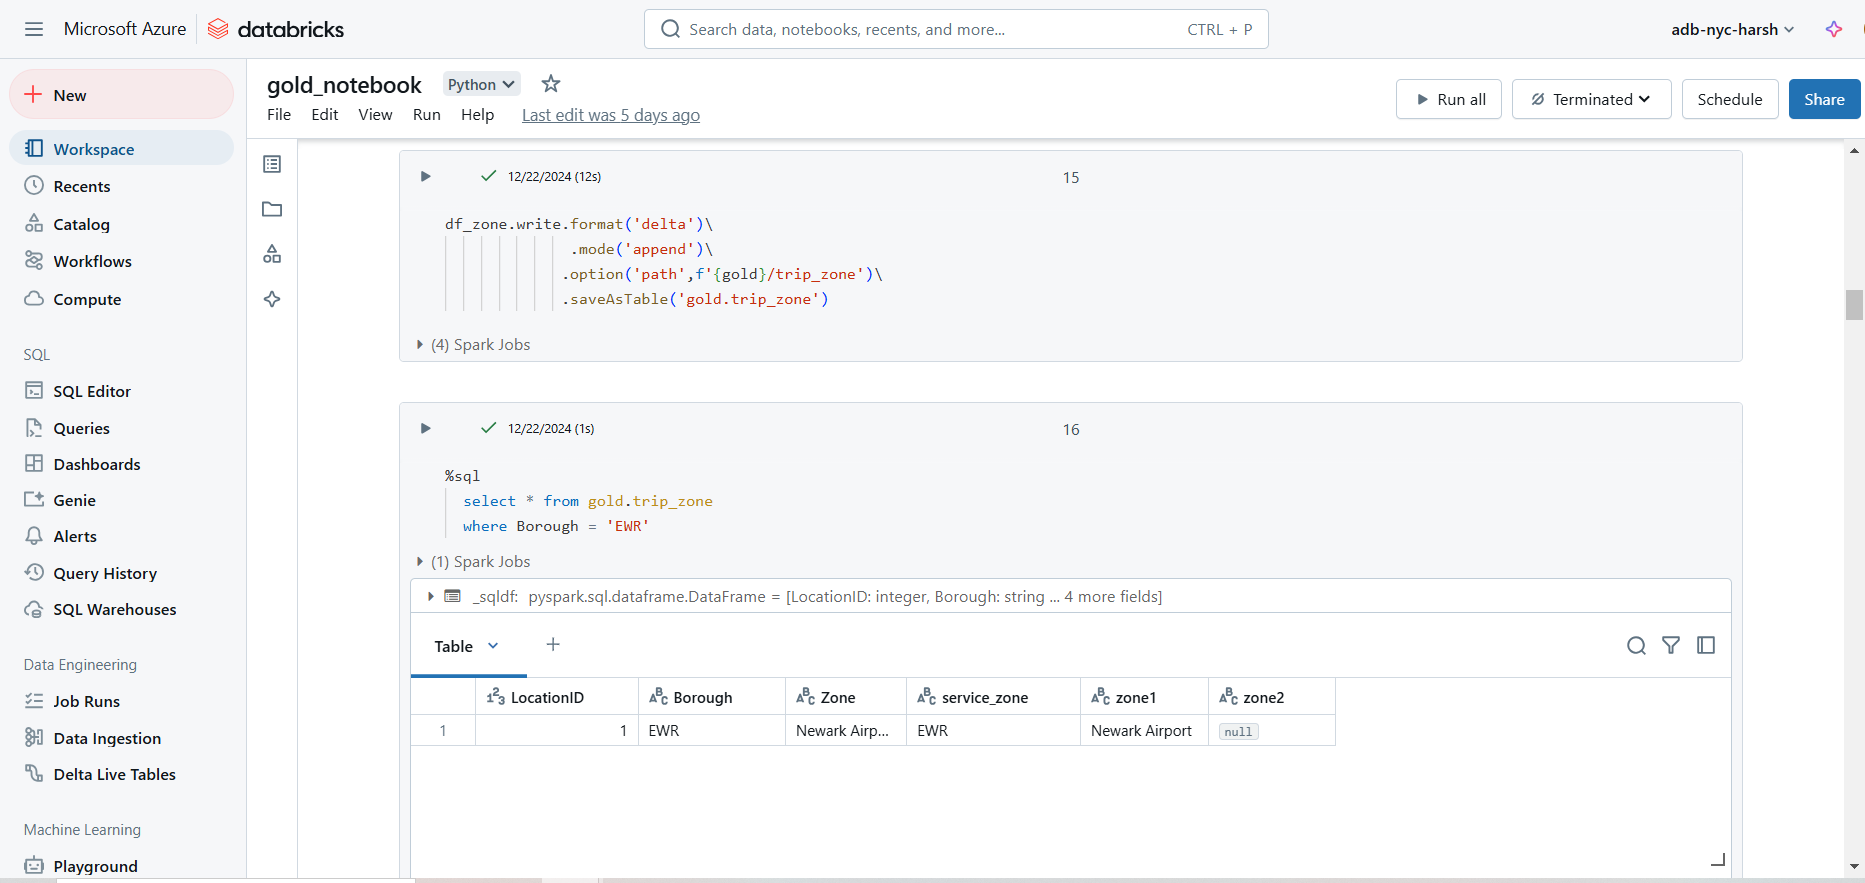 Microsoft Azure databricks
Search data, notebooks, recents, and more... CTRL + P
adb-nyc-harsh
New
Workspace
Recents
Catalog
Workflows
Compute
SQL
SQL Editor
Queries
Dashboards
Genie
Alerts
Query History
SQL Warehouses
Data Engineering
Job Runs
Data Ingestion
Delta Live Tables
Machine Learning
Playground
gold_notebook Python
File Edit View Run Help Last edit was 5 days ago
Run all Terminated Schedule Share
12/22/2024 (12s) 15
df_zone.write.format('delta')\
.mode('append')\
.option('path',f'{gold}/trip_zone')\
.saveAsTable('gold.trip_zone')
(4) Spark Jobs
12/22/2024 (1s) 16
%sql
select * from gold.trip_zone
where Borough = 'EWR'
(1) Spark Jobs
_sqldf: pyspark.sql.dataframe.DataFrame = [LocationID: integer, Borough: string ... 4 more fields]
Table +
LocationID Borough Zone service_zone zone1 zone2
1 1 EWR Newark Airp... EWR Newark Airport null